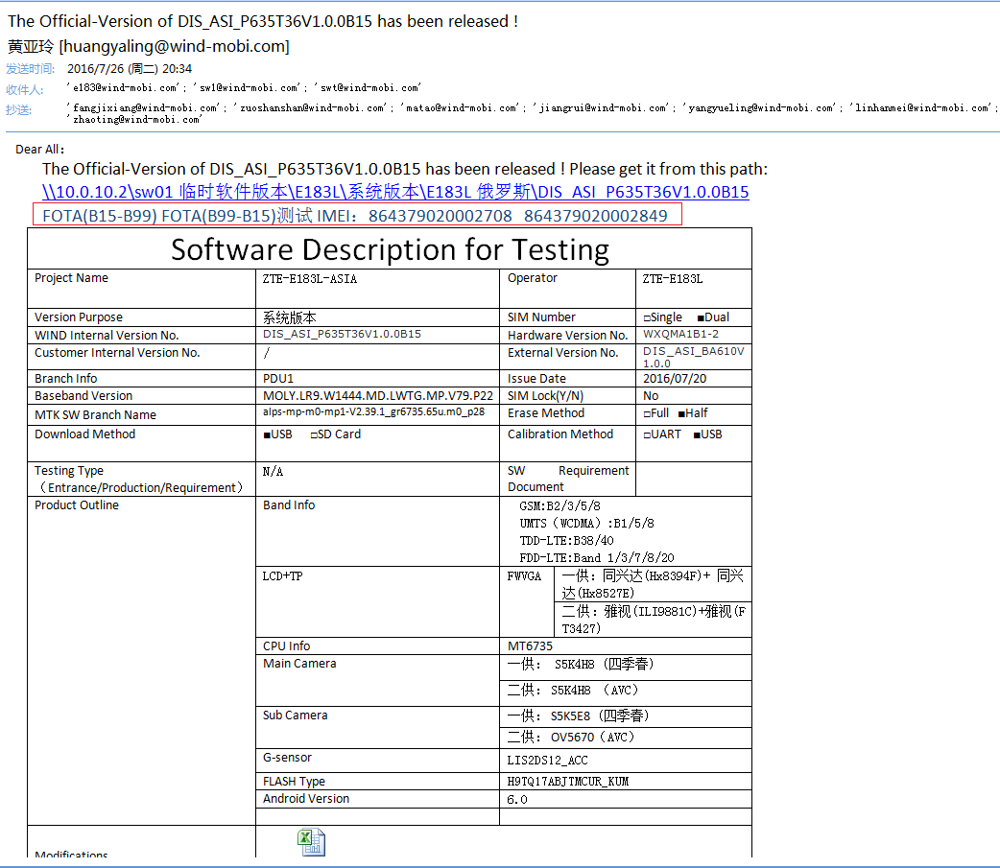 The Official-Version of DIS_ASI_P635T36V1.0.0B15 has been released !
黄亚玲 [huangyaling@wind-mobi.com]
发送时间: 2016/7/26 (周二) 20:34
收件人: 'e183@wind-mobi.com'; 'sw1@wind-mobi.com'; 'swt@wind-mobi.com'
抄送: 'fangjixiang@wind-mobi.com'; 'zuoshanshan@wind-mobi.com'; 'matao@wind-mobi.com'; 'jiangrui@wind-mobi.com'; 'yangyueling@wind-mobi.com'; 'linhanmei@wind-mobi.com';
'zhaoting@wind-mobi.com'
Dear All:
The Official-Version of DIS_ASI_P635T36V1.0.0B15 has been released ! Please get it from this path:
\\10.0.10.2\sw01 临时软件版本\E183L\系统版本\E183L 俄罗斯\DIS_ASI_P635T36V1.0.0B15
FOTA(B15-B99) FOTA(B99-B15)测试 IMEI：864379020002708 864379020002849
Software Description for Testing
Project Name ZTE-E183L-ASIA Operator ZTE-E183L
Version Purpose 系统版本 SIM Number □Single ■Dual
WIND Internal Version No. DIS_ASI_P635T36V1.0.0B15 Hardware Version No. WXQMA1B1-2
Customer Internal Version No. / External Version No. DIS_ASI_BA610V
1.0.0
Branch Info PDU1 Issue Date 2016/07/20
Baseband Version MOLY.LR9.W1444.MD.LWTG.MP.V79.P22 SIM Lock(Y/N) No
MTK SW Branch Name alps-mp-m0-mp1-V2.39.1_gr6735.65u.m0_p28 Erase Method □Full ■Half
Download Method ■USB □SD Card Calibration Method □UART ■USB
Testing Type N/A SW Requirement
（Entrance/Production/Requirement） Document
Product Outline Band Info GSM:B2/3/5/8
UMTS（WCDMA）:B1/5/8
TDD-LTE:B38/40
FDD-LTE:Band 1/3/7/8/20
LCD+TP FWVGA 一供：同兴达(Hx8394F)+ 同兴
达(Hx8527E)
二供：雅视(ILI9881C)+雅视(F
T3427)
CPU Info MT6735
Main Camera 一供： S5K4H8（四季春）
二供：S5K4H8 （AVC）
Sub Camera 一供：S5K5E8（四季春）
二供：OV5670（AVC）
G-sensor LIS2DS12_ACC
FLASH Type H9TQ17ABJTMCUR_KUM
Android Version 6.0
Modifications